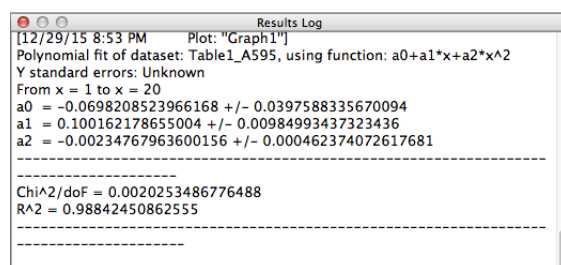 Results Log
[12/29/15 8:53 PM Plot: "Graph1"]
Polynomial fit of dataset: Table1_A595, using function: a0+a1*x+a2*x^2
Y standard errors: Unknown
From x = 1 to x = 20
a0 = -0.0698208523966168 +/- 0.0397588335670094
a1 = 0.100162178655004 +/- 0.00984993437323436
a2 = -0.00234767963600156 +/- 0.000462374072617681
--------------------------------------------------------------------
--------------------
Chi^2/doF = 0.0020253486776488
R^2 = 0.98842450862555
--------------------------------------------------------------------
---------------------